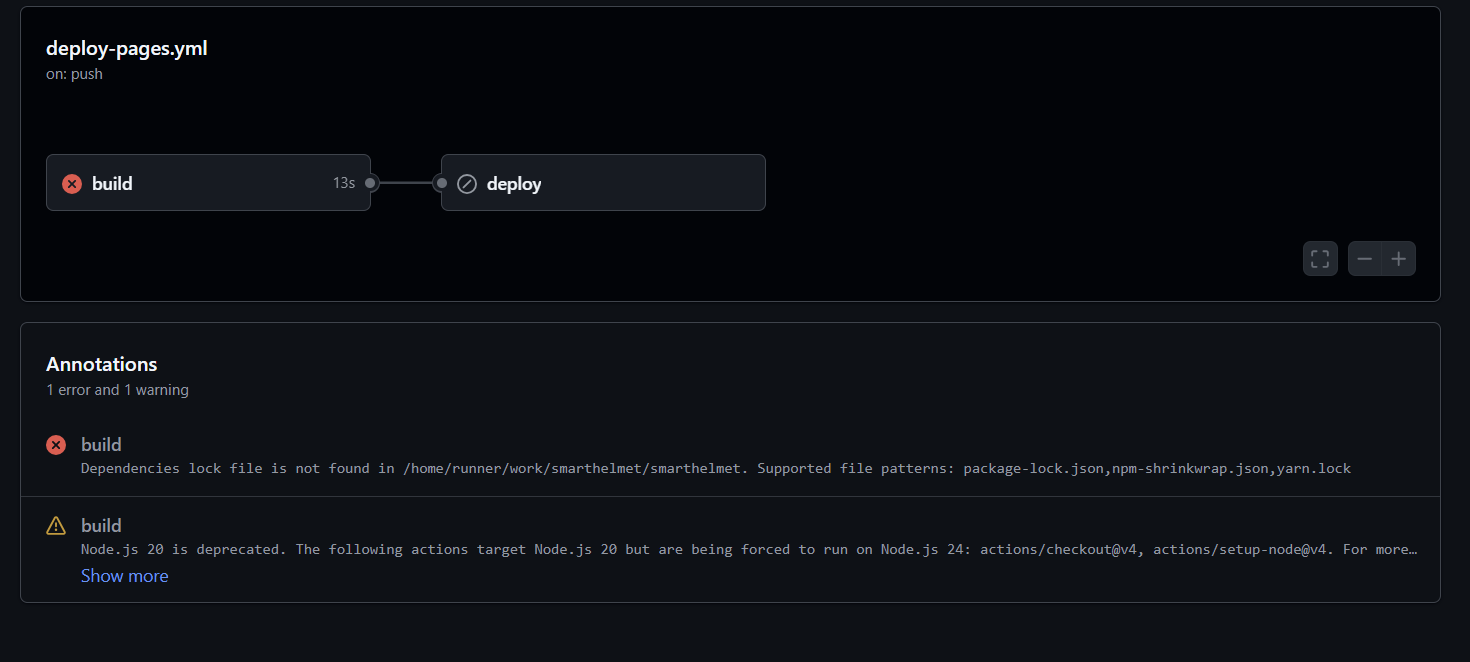 deploy-pages.yml
on: push
build
13s
deploy
Annotations
1 error and 1 warning
build
Dependencies lock file is not found in /home/runner/work/smarthelmet/smarthelmet. Supported file patterns: package-lock.json,npm-shrinkwrap.json,yarn.lock
build
Node.js 20 is deprecated. The following actions target Node.js 20 but are being forced to run on Node.js 24: actions/checkout@v4, actions/setup-node@v4. For more…
Show more